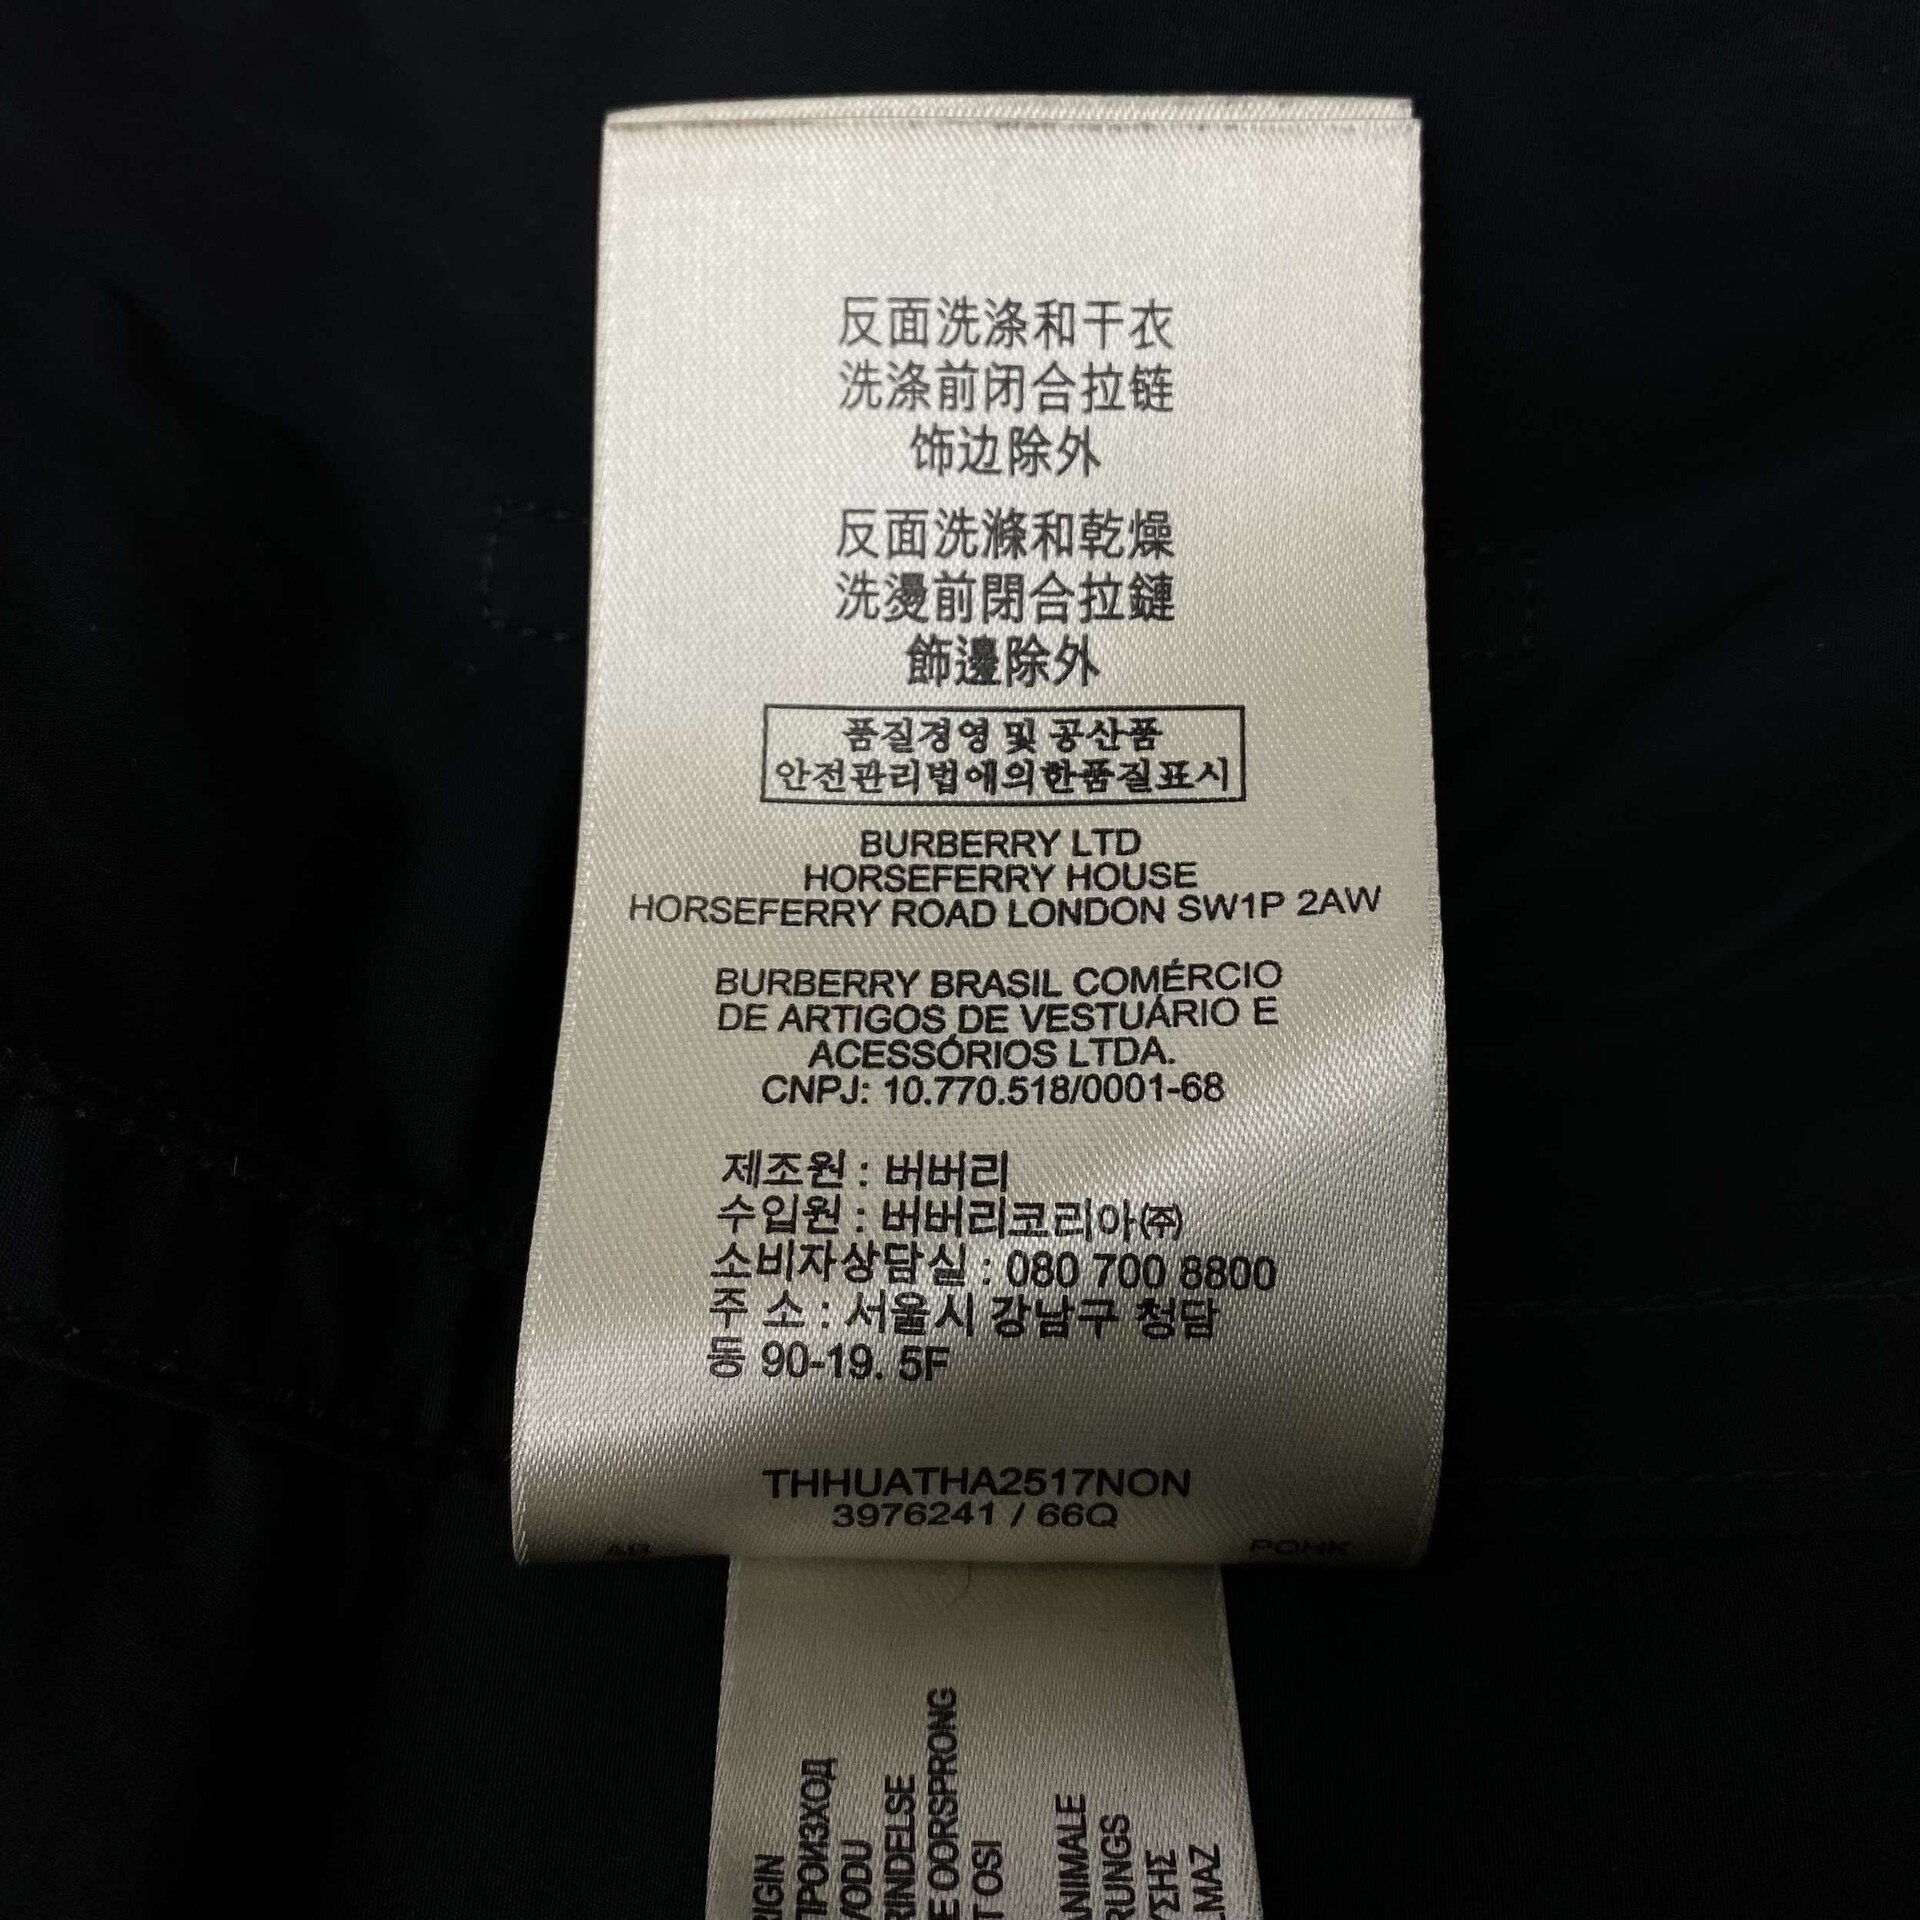 反面洗涤和干衣
洗涤前闭合拉链
饰边除外
反面洗滌和乾燥
洗燙前閉合拉鏈
飾邊除外
품질경영 및 공산품
안전관리법에의한품질표시
BURBERRY LTD
HORSEFERRY HOUSE
HORSEFERRY ROAD LONDON SW1P 2AW
BURBERRY BRASIL COMÉRCIO
DE ARTIGOS DE VESTUÁRIO E
ACESSÓRIOS LTDA.
CNPJ: 10.770.518/0001-68
제조원 : 버버리
수입원 : 버버리코리아㈜
소비자상담실 : 080 700 8800
주 소 : 서울시 강남구 청담
동 90-19. 5F
THHUATHA2517NON
3976241 / 66Q
POHK
ПРОИЗХОД
OORSPRONG
OSI